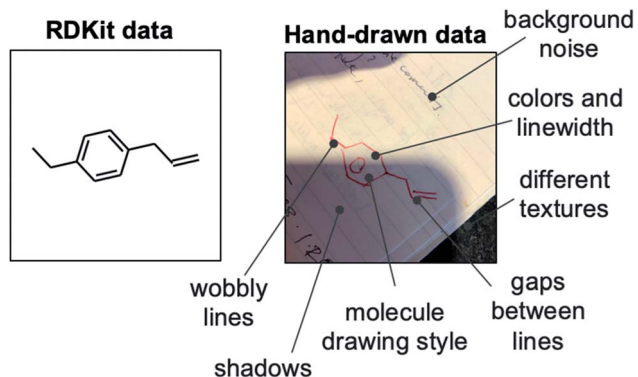 RDKit data
Hand-drawn data
background
noise
colors and
linewidth
different
textures
gaps
between
lines
molecule
drawing style
wobbly
lines
shadows